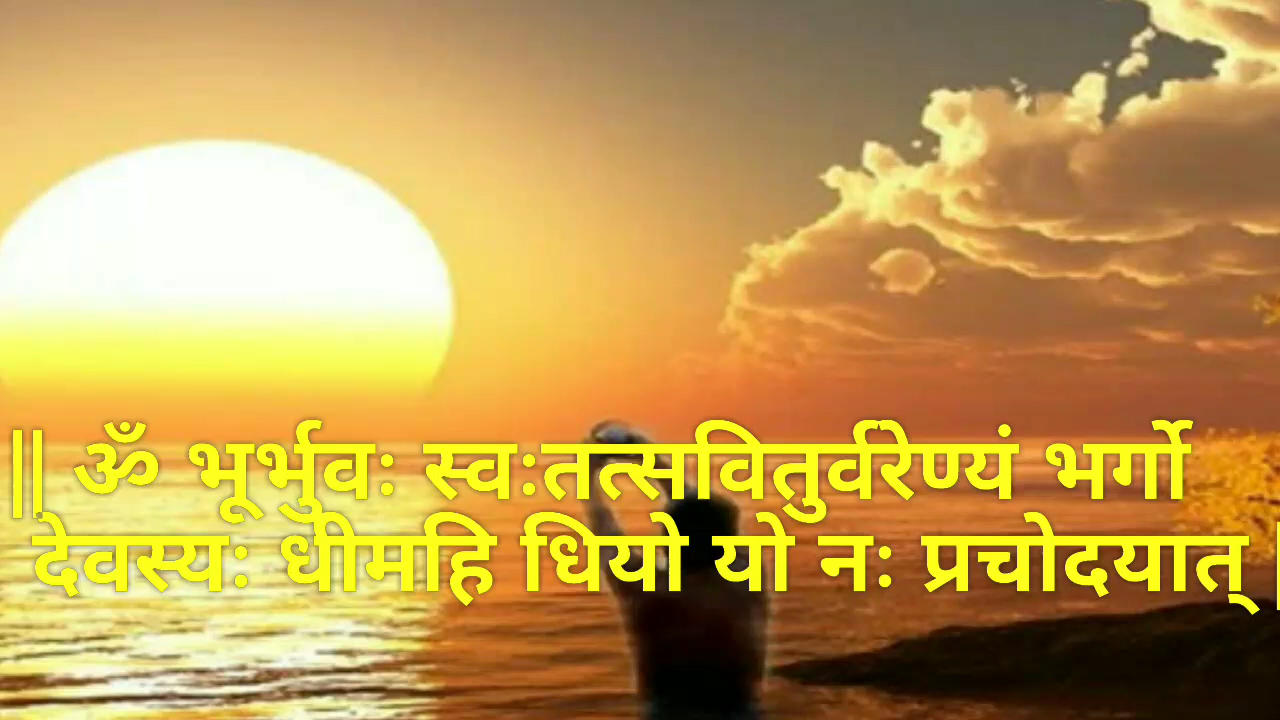 || ॐ भूर्भुवः स्वःतत्सवितुर्वरेण्यं भर्गो
देवस्यः धीमहि धियो यो नः प्रचोदयात् |